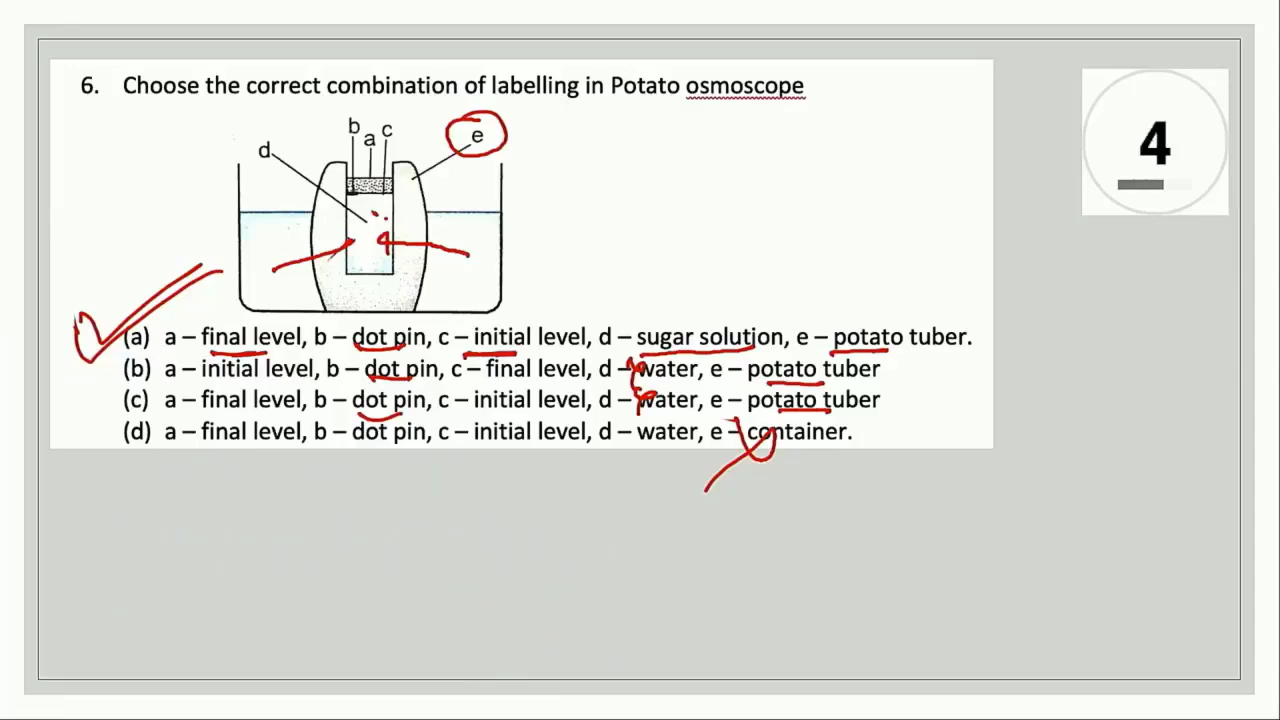 6. Choose the correct combination of labelling in Potato osmoscope
b
a
c
d
e
4
(a) a – final level, b – dot pin, c – initial level, d – sugar solution, e – potato tuber.
(b) a – initial level, b – dot pin, c – final level, d – water, e – potato tuber
(c) a – final level, b – dot pin, c – initial level, d – water, e – potato tuber
(d) a – final level, b – dot pin, c – initial level, d – water, e – container.